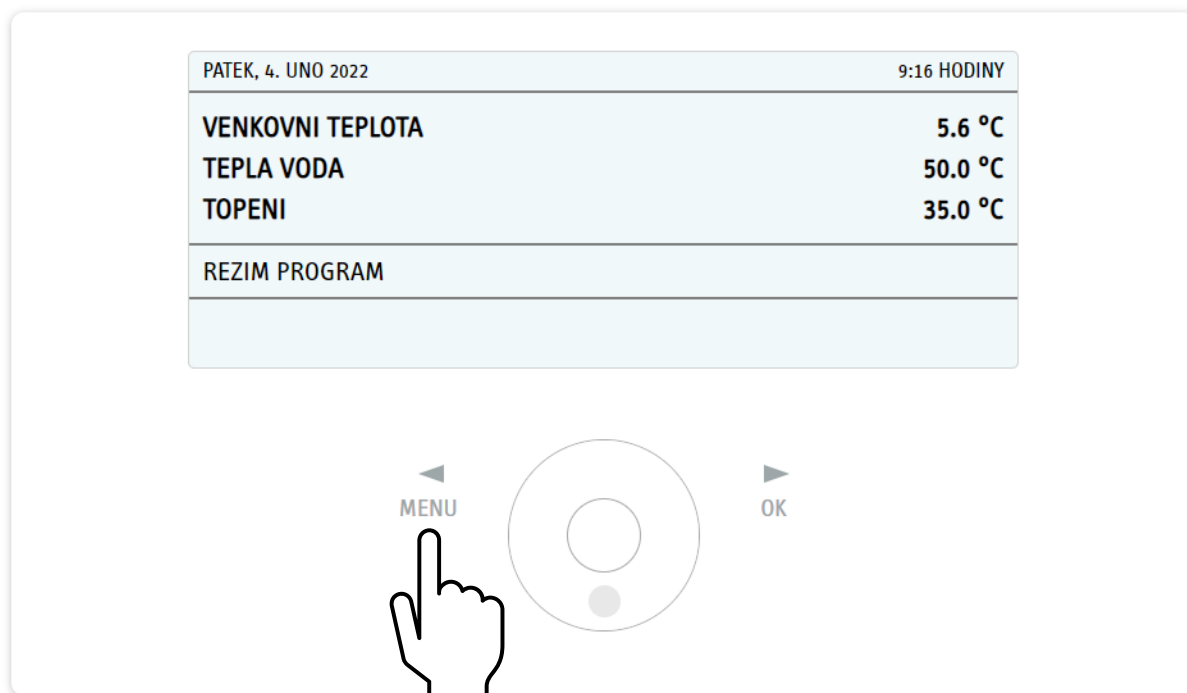 PATEK, 4. UNO 2022 9:16 HODINY
VENKOVNI TEPLOTA 5.6 °C
TEPLA VODA 50.0 °C
TOPENI 35.0 °C
REZIM PROGRAM
MENU OK